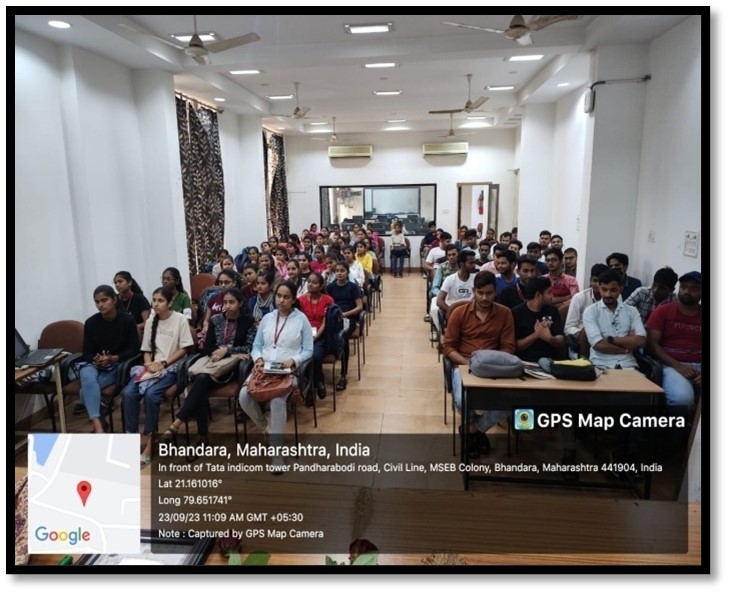 GPS Map Camera
Bhandara, Maharashtra, India
In front of Tata indicom tower Pandharabodi road, Civil Line, MSEB Colony, Bhandara, Maharashtra 441904, India
Lat 21.161016°
Long 79.651741°
23/09/23 11:09 AM GMT +05:30
Note : Captured by GPS Map Camera
Google